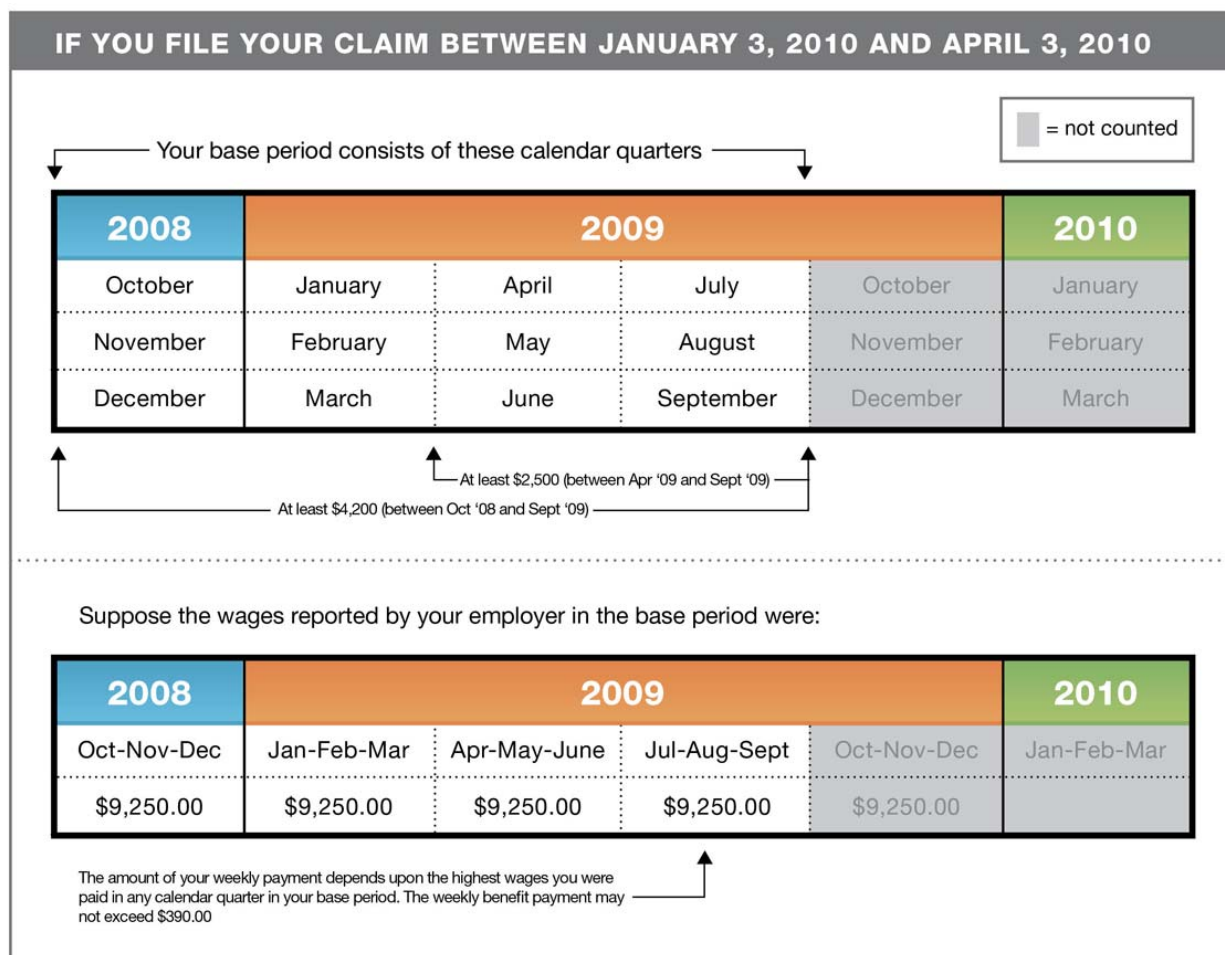 IF YOU FILE YOUR CLAIM BETWEEN JANUARY 3, 2010 AND APRIL 3, 2010
= not counted
Your base period consists of these calendar quarters
2008 2009 2010
October January April July October January
November February May August November February
December March June September December March
At least $2,500 (between Apr ‘09 and Sept ‘09)
At least $4,200 (between Oct ‘08 and Sept ‘09)
Suppose the wages reported by your employer in the base period were:
2008 2009 2010
Oct-Nov-Dec Jan-Feb-Mar Apr-May-June Jul-Aug-Sept Oct-Nov-Dec Jan-Feb-Mar
$9,250.00 $9,250.00 $9,250.00 $9,250.00 $9,250.00
The amount of your weekly payment depends upon the highest wages you were
paid in any calendar quarter in your base period. The weekly benefit payment may
not exceed $390.00